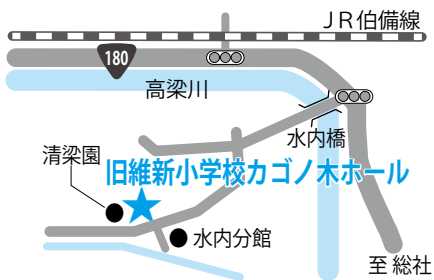 JR伯備線
180
高梁川
水内橋
清梁園
旧維新小学校カゴノ木ホール
水内分館
至 総社